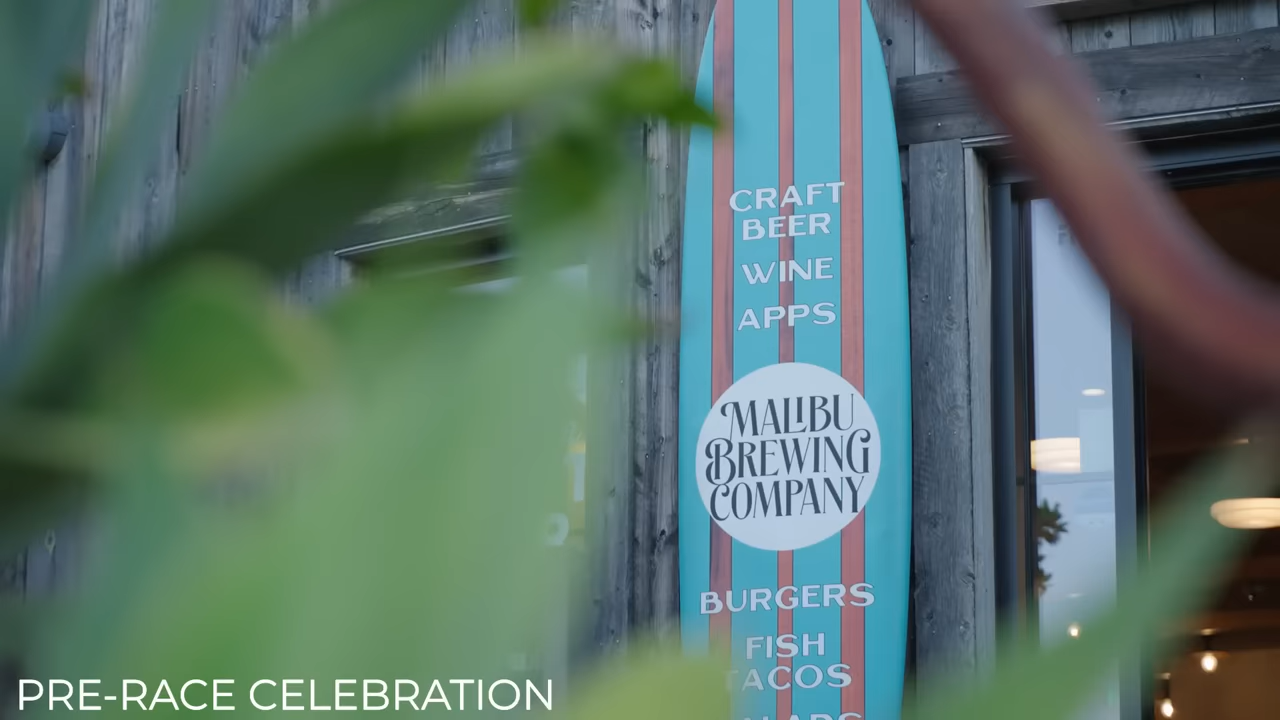 CRAFT
BEER
WINE
APPS
MALIBU
BREWING
COMPANY
BURGERS
FISH
TACOS
PRE-RACE CELEBRATION